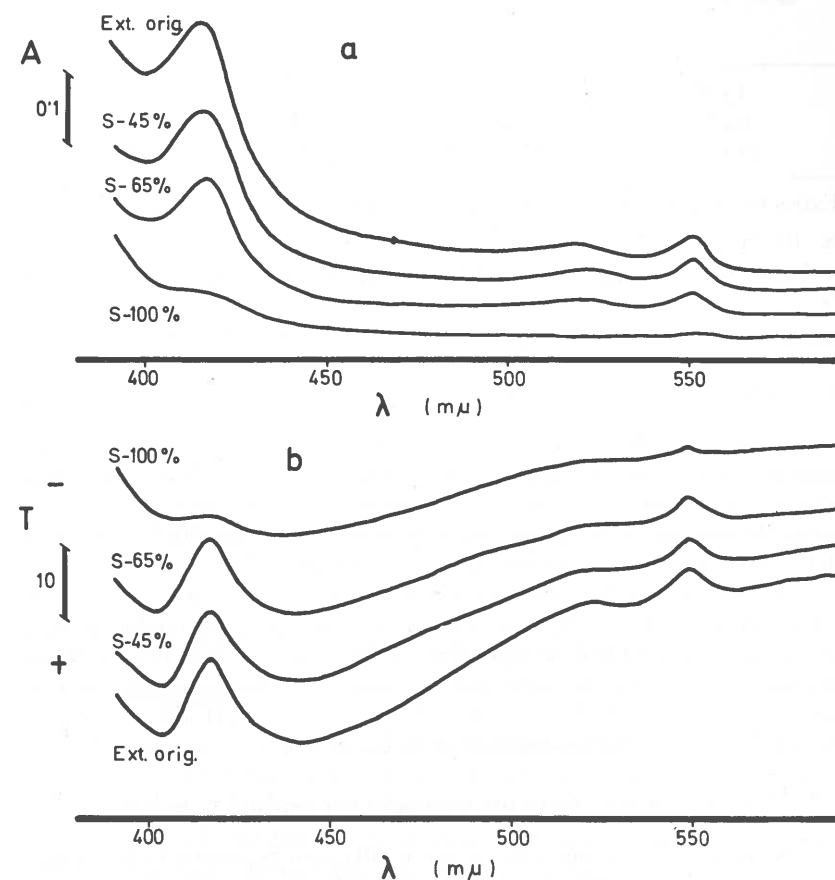 Ext. orig.
a
A
0'1
S-45%
S-65%
S-100%
400 450 500 550
λ (mμ)
S-100%
b
−
T
S-65%
10
S-45%
+
Ext. orig.
400 450 500 550
λ (mμ)